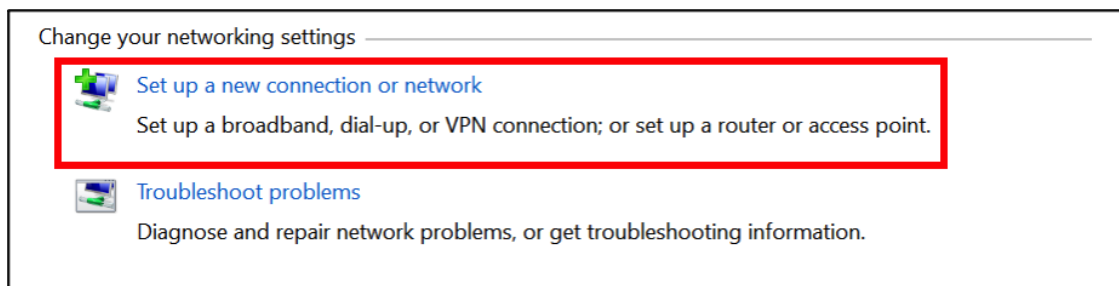 Change your networking settings
Set up a new connection or network
Set up a broadband, dial-up, or VPN connection; or set up a router or access point.
Troubleshoot problems
Diagnose and repair network problems, or get troubleshooting information.